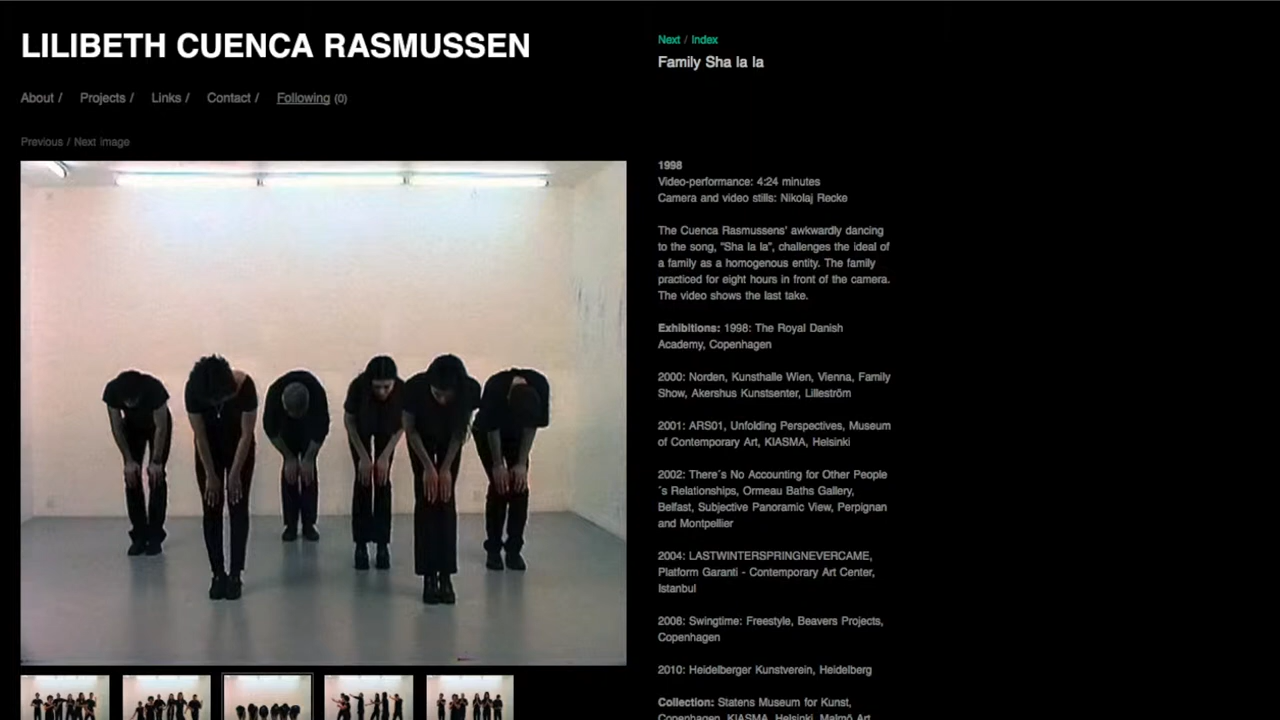 LILIBETH CUENCA RASMUSSEN
About / Projects / Links / Contact / Following (0)
Previous / Next image
Next / Index
Family Sha la la
1998
Video-performance: 4:24 minutes
Camera and video stills: Nikolaj Recke
The Cuenca Rasmussens' awkwardly dancing
to the song, "Sha la la", challenges the ideal of
a family as a homogenous entity. The family
practiced for eight hours in front of the camera.
The video shows the last take.
Exhibitions: 1998: The Royal Danish
Academy, Copenhagen
2000: Norden, Kunsthalle Wien, Vienna, Family
Show, Akershus Kunstsenter, Lilleström
2001: ARS01, Unfolding Perspectives, Museum
of Contemporary Art, KIASMA, Helsinki
2002: There´s No Accounting for Other People
´s Relationships, Ormeau Baths Gallery,
Belfast, Subjective Panoramic View, Perpignan
and Montpellier
2004: LASTWINTERSPRINGNEVERCAME,
Platform Garanti - Contemporary Art Center,
Istanbul
2008: Swingtime: Freestyle, Beavers Projects,
Copenhagen
2010: Heidelberger Kunstverein, Heidelberg
Collection: Statens Museum for Kunst,
Copenhagen, KIASMA, Helsinki, Malmö Art